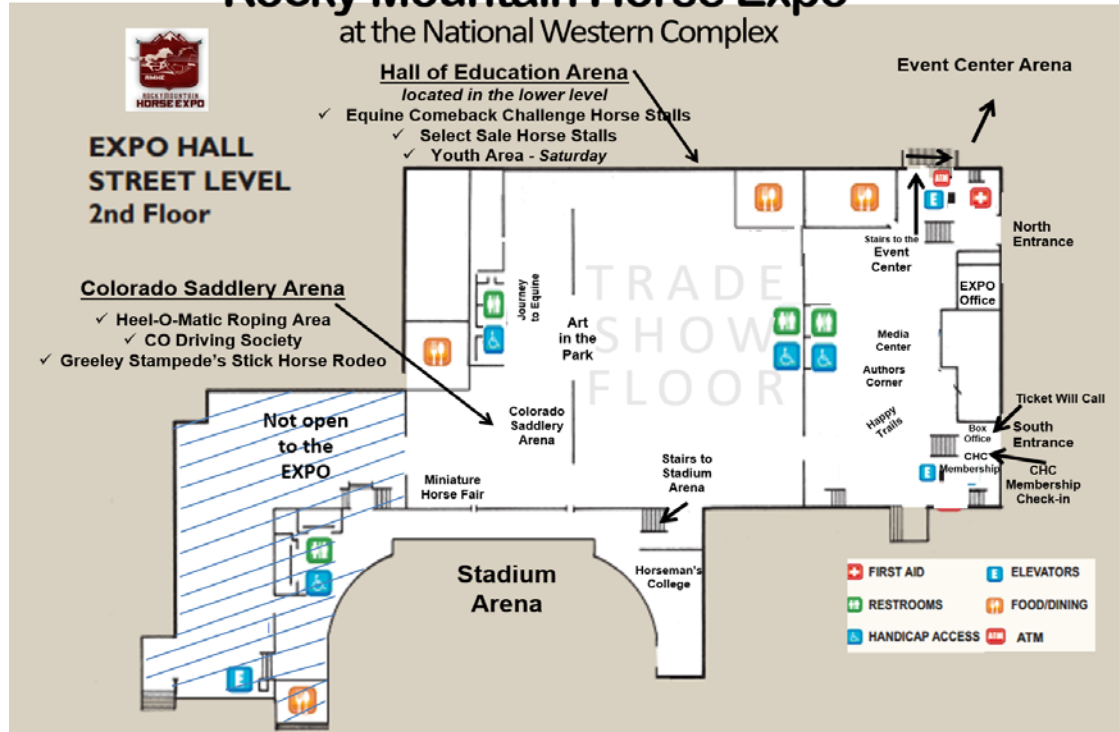 Rocky Mountain Horse Expo
at the National Western Complex
RMHE
ROCKY MOUNTAIN
HORSE EXPO
EXPO HALL
STREET LEVEL
2nd Floor
Hall of Education Arena
located in the lower level
✓ Equine Comeback Challenge Horse Stalls
✓ Select Sale Horse Stalls
✓ Youth Area - Saturday
Event Center Arena
Colorado Saddlery Arena
✓ Heel-O-Matic Roping Area
✓ CO Driving Society
✓ Greeley Stampede's Stick Horse Rodeo
Journey
to Equine
Art
in the
Park
TRADE
SHOW
FLOOR
ATM
E
Stairs to the
Event
Center
North
Entrance
EXPO
Office
Media
Center
Authors
Corner
Happy
Trails
Ticket Will Call
Box
Office
South
Entrance
CHC
Membership
E
CHC
Membership
Check-in
Colorado
Saddlery
Arena
Not open
to the
EXPO
Miniature
Horse Fair
Stairs to
Stadium
Arena
Stadium
Arena
Horseman's
College
E
FIRST AID
E ELEVATORS
RESTROOMS
FOOD/DINING
HANDICAP ACCESS
ATM ATM